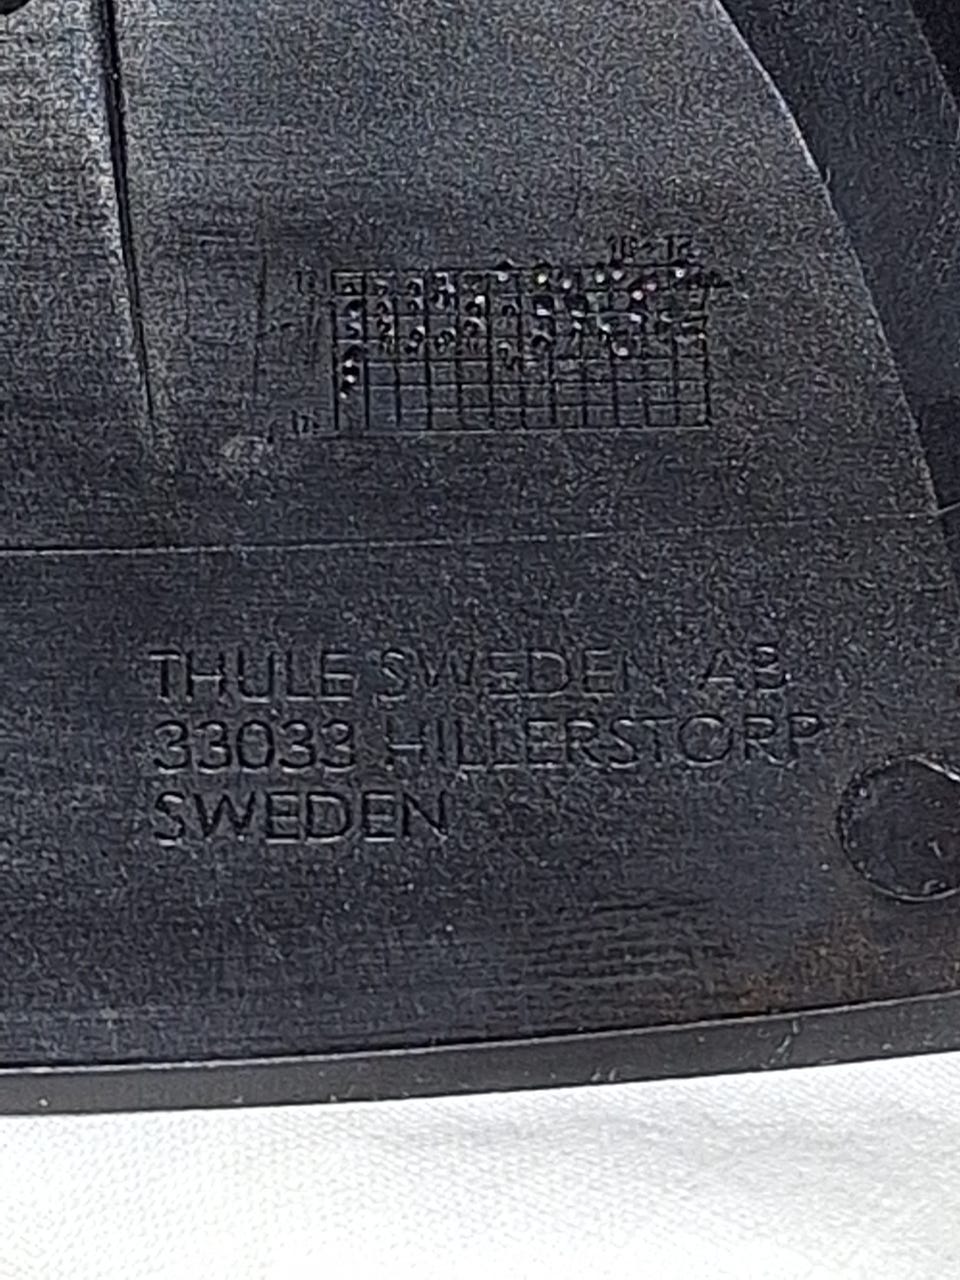 THULE SWEDEN AB
33033 HILLERSTORP
SWEDEN